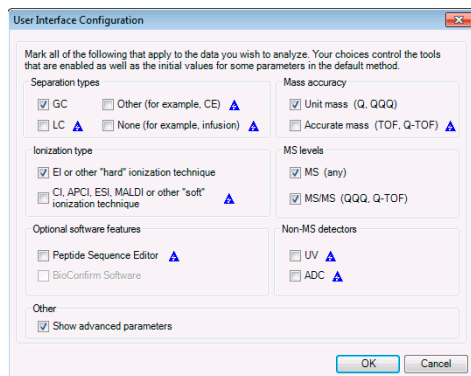 User Interface Configuration
Mark all of the following that apply to the data you wish to analyze. Your choices control the tools
that are enabled as well as the initial values for some parameters in the default method.
Separation types
GC
Other (for example, CE)
LC
None (for example, infusion)
Mass accuracy
Unit mass (Q, QQQ)
Accurate mass (TOF, Q-TOF)
Ionization type
EI or other "hard" ionization technique
CI, APCI, ESI, MALDI or other "soft"
ionization technique
MS levels
MS (any)
MS/MS (QQQ, Q-TOF)
Optional software features
Peptide Sequence Editor
BioConfirm Software
Non-MS detectors
UV
ADC
Other
Show advanced parameters
OK
Cancel